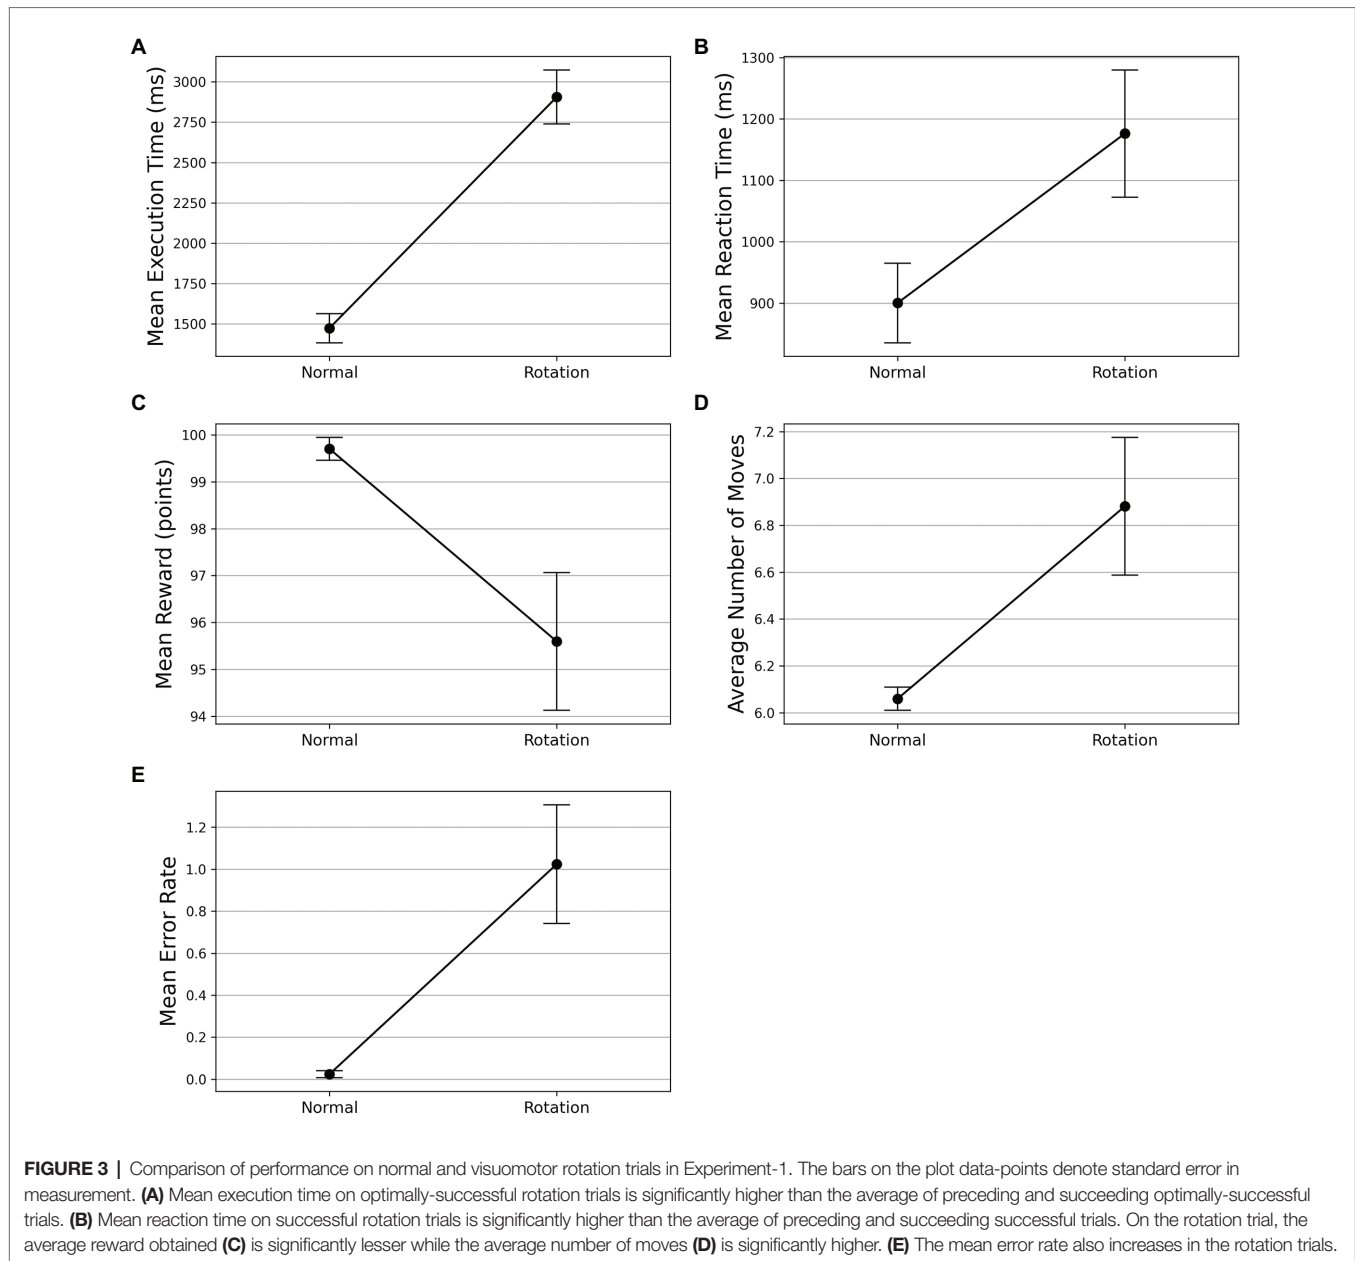 A
Mean Execution Time (ms)
3000
2750
2500
2250
2000
1750
1500
Normal
Rotation
B
Mean Reaction Time (ms)
1300
1200
1100
1000
900
Normal
Rotation
C
Mean Reward (points)
100
99
98
97
96
95
94
Normal
Rotation
D
Average Number of Moves
7.2
7.0
6.8
6.6
6.4
6.2
6.0
Normal
Rotation
E
Mean Error Rate
1.2
1.0
0.8
0.6
0.4
0.2
0.0
Normal
Rotation
FIGURE 3 | Comparison of performance on normal and visuomotor rotation trials in Experiment-1. The bars on the plot data-points denote standard error in
measurement. (A) Mean execution time on optimally-successful rotation trials is significantly higher than the average of preceding and succeeding optimally-successful
trials. (B) Mean reaction time on successful rotation trials is significantly higher than the average of preceding and succeeding successful trials. On the rotation trial, the
average reward obtained (C) is significantly lesser while the average number of moves (D) is significantly higher. (E) The mean error rate also increases in the rotation trials.